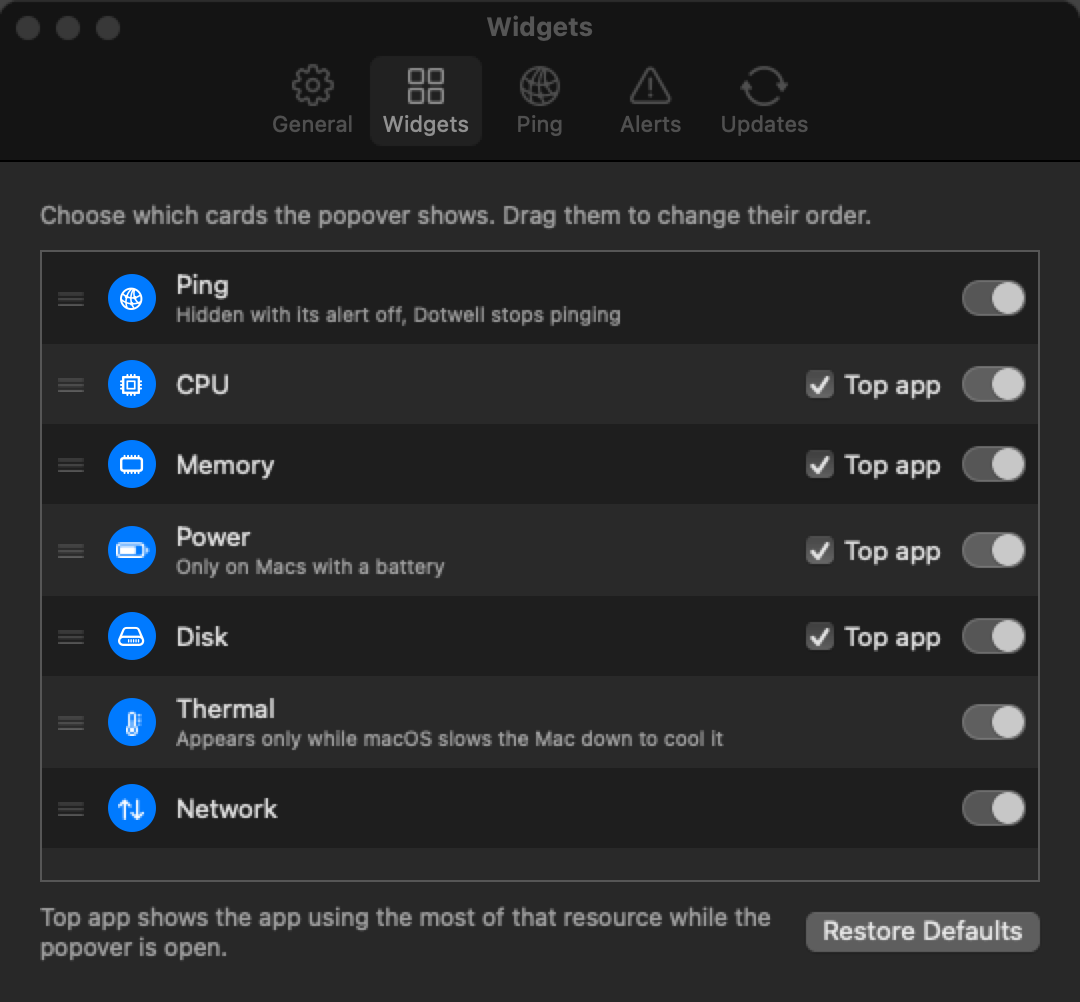 Widgets
General
Widgets
Ping
Alerts
Updates
Choose which cards the popover shows. Drag them to change their order.
Ping
Hidden with its alert off, Dotwell stops pinging
CPU
Top app
Memory
Top app
Power
Only on Macs with a battery
Top app
Disk
Top app
Thermal
Appears only while macOS slows the Mac down to cool it
Network
Top app shows the app using the most of that resource while the
popover is open.
Restore Defaults